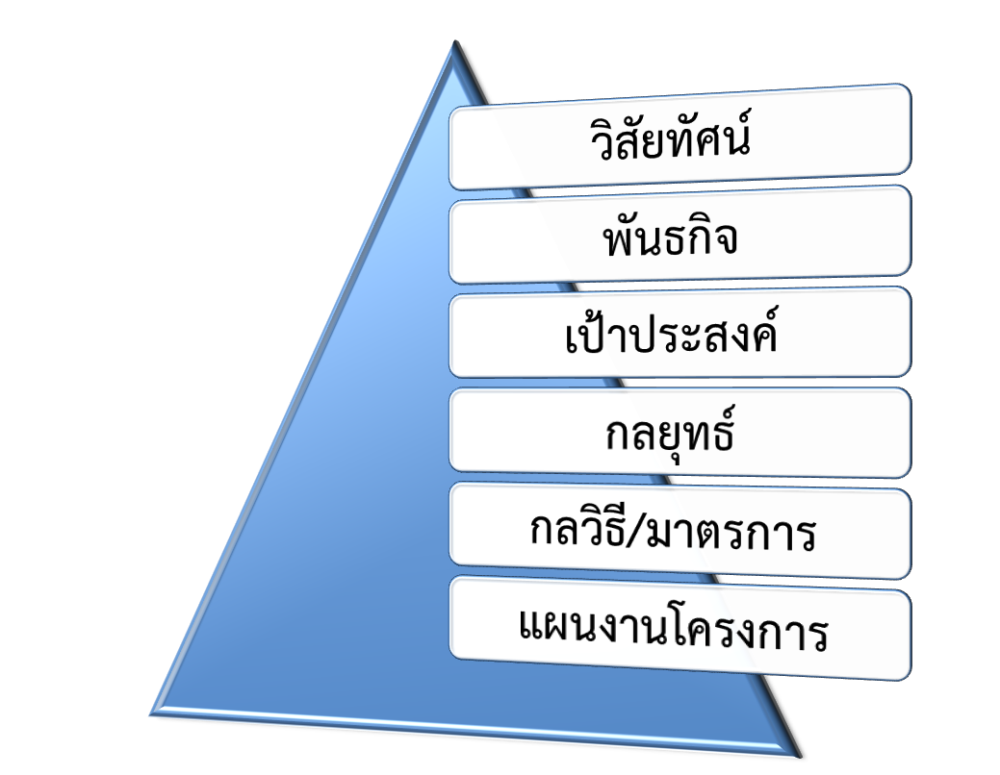 วิสัยทัศน์
พันธกิจ
เป้าประสงค์
กลยุทธ์
กลวิธี/มาตรการ
แผนงานโครงการ